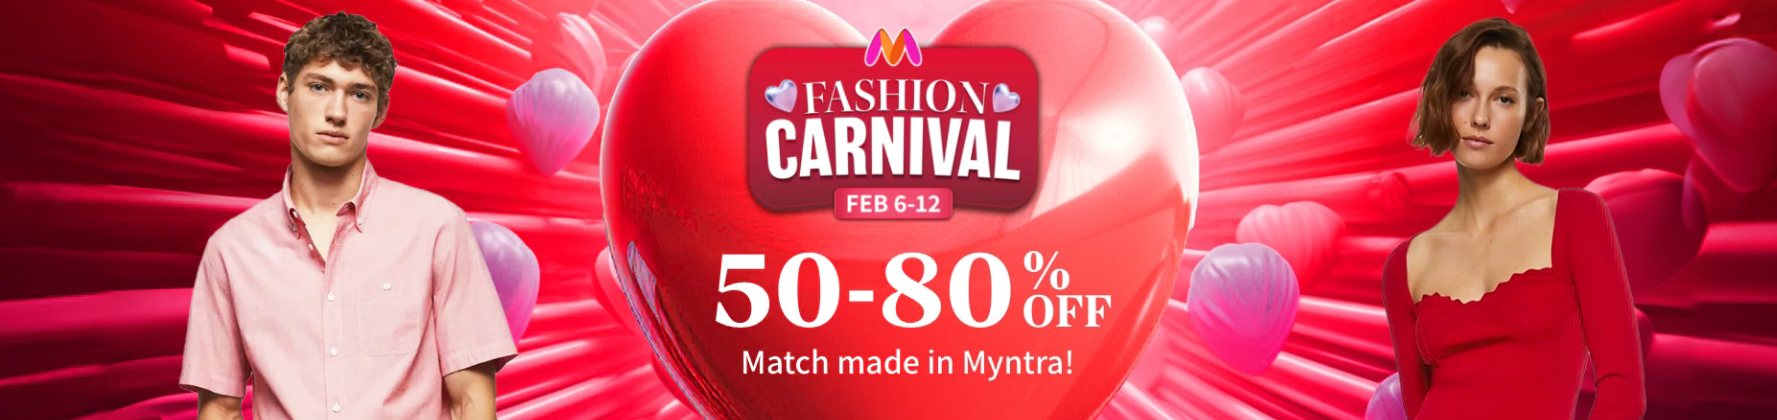 FASHION
CARNIVAL
FEB 6-12
50-80%
OFF
Match made in Myntra!